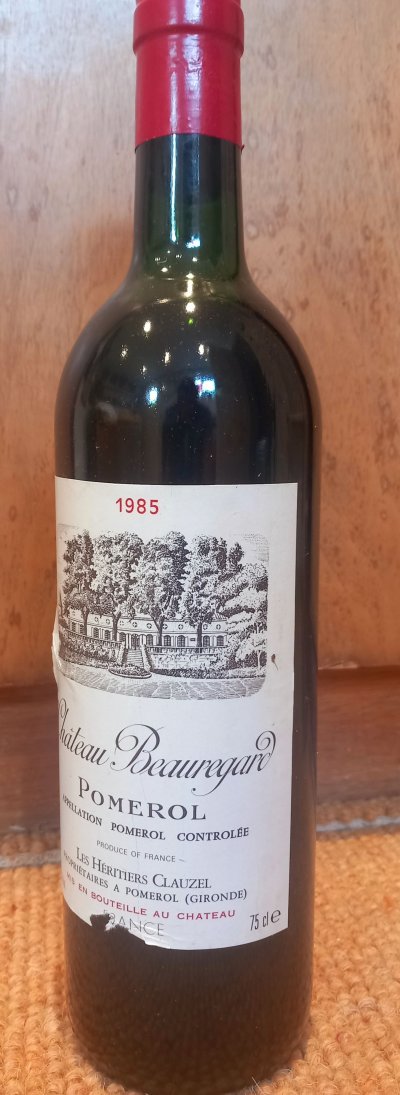 1985
Château Beauregard
POMEROL
APPELLATION POMEROL CONTROLÉE
PRODUCE OF FRANCE
LES HÉRITIERS CLAUZEL
PROPRIÉTAIRES A POMEROL (GIRONDE)
MIS EN BOUTEILLE AU CHATEAU
FRANCE
75 cl e